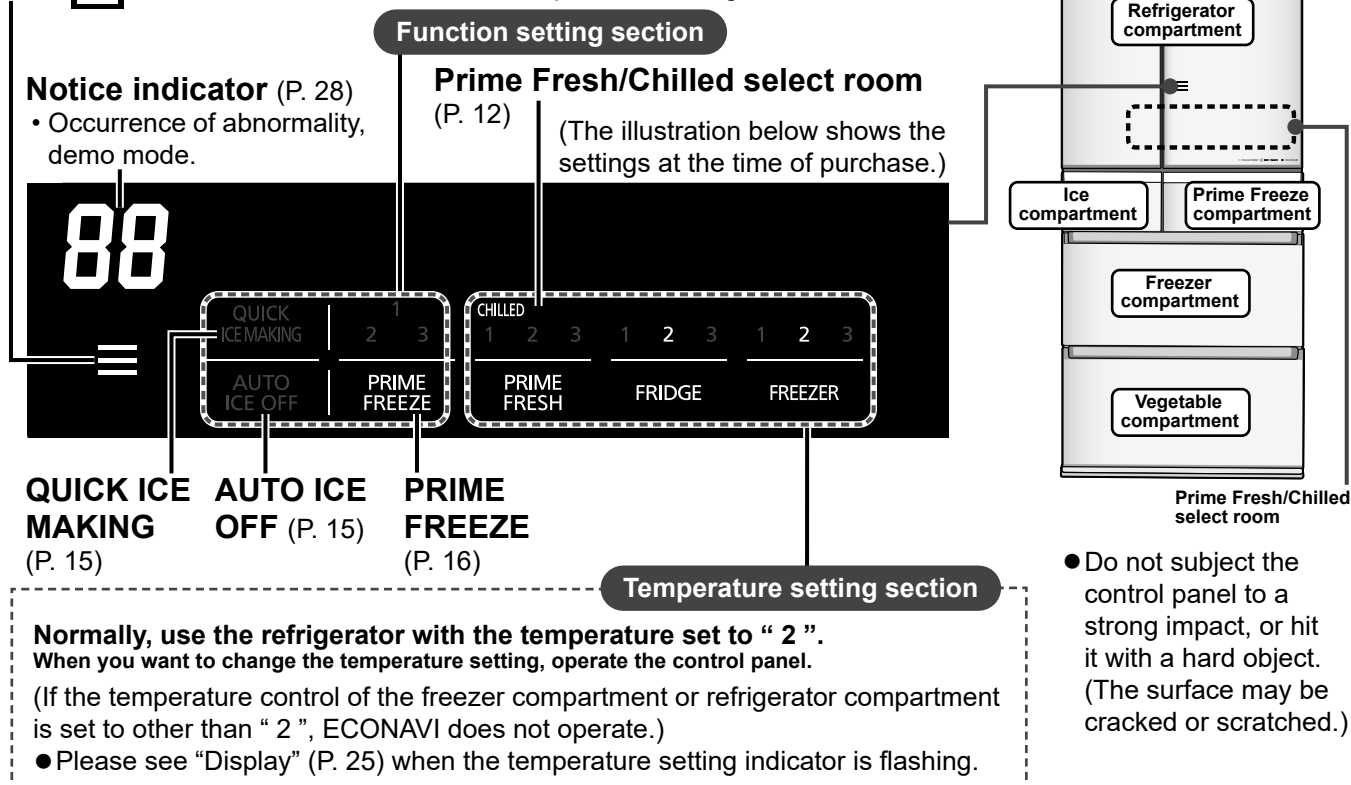 Function setting section
Notice indicator (P. 28)
• Occurrence of abnormality,
demo mode.
Prime Fresh/Chilled select room
(P. 12)
(The illustration below shows the
settings at the time of purchase.)
88
QUICK
ICE MAKING
1
2 3
CHILLED
1 2 3
1 2 3
1 2 3
AUTO
ICE OFF
PRIME
FREEZE
PRIME
FRESH
FRIDGE
FREEZER
QUICK ICE
MAKING
(P. 15)
AUTO ICE
OFF (P. 15)
PRIME
FREEZE
(P. 16)
Temperature setting section
Normally, use the refrigerator with the temperature set to “ 2 ”.
When you want to change the temperature setting, operate the control panel.
(If the temperature control of the freezer compartment or refrigerator compartment
is set to other than “ 2 ”, ECONAVI does not operate.)
●Please see “Display” (P. 25) when the temperature setting indicator is flashing.
Refrigerator
compartment
Ice
compartment
Prime Freeze
compartment
Freezer
compartment
Vegetable
compartment
Prime Fresh/Chilled
select room
●Do not subject the
control panel to a
strong impact, or hit
it with a hard object.
(The surface may be
cracked or scratched.)